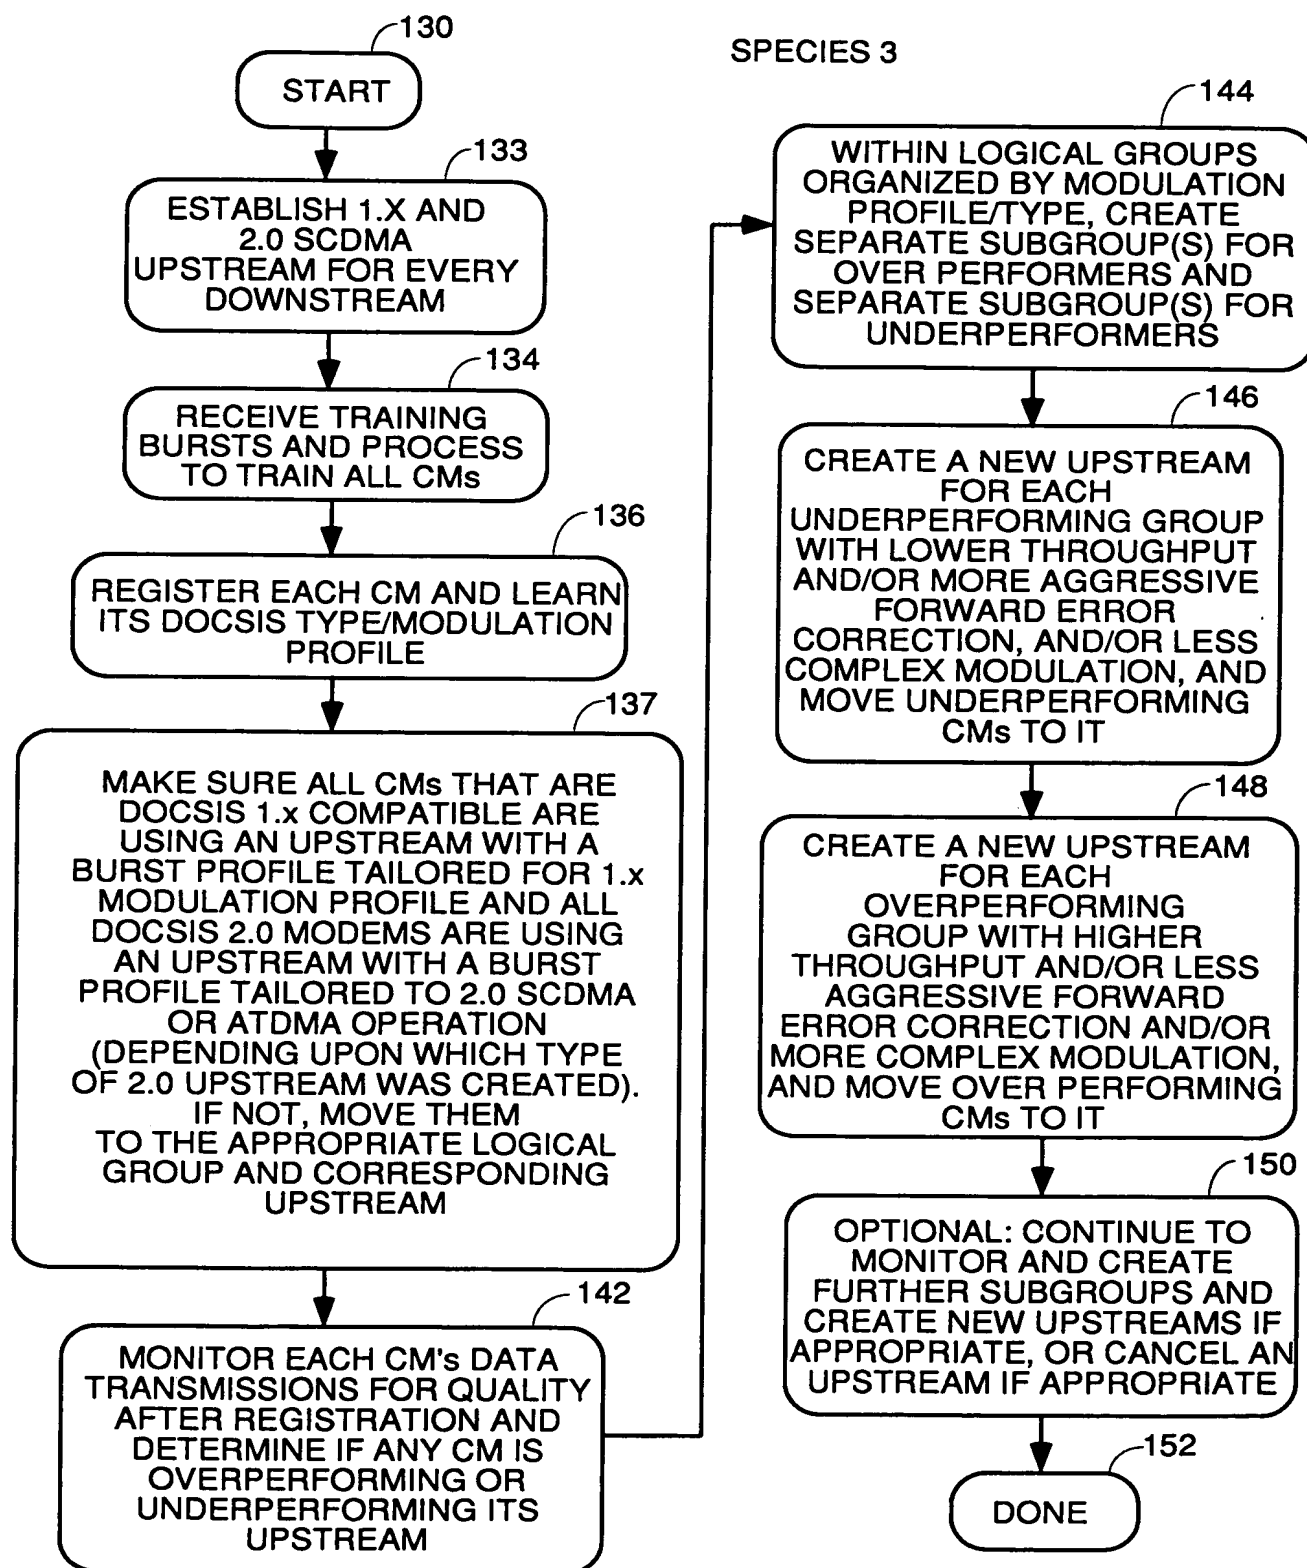 130
START
133
ESTABLISH 1.X AND
2.0 SCDMA
UPSTREAM FOR EVERY
DOWNSTREAM
134
RECEIVE TRAINING
BURSTS AND PROCESS
TO TRAIN ALL CMs
136
REGISTER EACH CM AND LEARN
ITS DOCSIS TYPE/MODULATION
PROFILE
137
MAKE SURE ALL CMs THAT ARE
DOCSIS 1.x COMPATIBLE ARE
USING AN UPSTREAM WITH A
BURST PROFILE TAILORED FOR 1.x
MODULATION PROFILE AND ALL
DOCSIS 2.0 MODEMS ARE USING
AN UPSTREAM WITH A BURST
PROFILE TAILORED TO 2.0 SCDMA
OR ATDMA OPERATION
(DEPENDING UPON WHICH TYPE
OF 2.0 UPSTREAM WAS CREATED).
IF NOT, MOVE THEM
TO THE APPROPRIATE LOGICAL
GROUP AND CORRESPONDING
UPSTREAM
142
MONITOR EACH CM's DATA
TRANSMISSIONS FOR QUALITY
AFTER REGISTRATION AND
DETERMINE IF ANY CM IS
OVERPERFORMING OR
UNDERPERFORMING ITS
UPSTREAM
SPECIES 3
144
WITHIN LOGICAL GROUPS
ORGANIZED BY MODULATION
PROFILE/TYPE, CREATE
SEPARATE SUBGROUP(S) FOR
OVER PERFORMERS AND
SEPARATE SUBGROUP(S) FOR
UNDERPERFORMERS
146
CREATE A NEW UPSTREAM
FOR EACH
UNDERPERFORMING GROUP
WITH LOWER THROUGHPUT
AND/OR MORE AGGRESSIVE
FORWARD ERROR
CORRECTION, AND/OR LESS
COMPLEX MODULATION, AND
MOVE UNDERPERFORMING
CMs TO IT
148
CREATE A NEW UPSTREAM
FOR EACH
OVERPERFORMING
GROUP WITH HIGHER
THROUGHPUT AND/OR LESS
AGGRESSIVE FORWARD
ERROR CORRECTION AND/OR
MORE COMPLEX MODULATION,
AND MOVE OVER PERFORMING
CMs TO IT
150
OPTIONAL: CONTINUE TO
MONITOR AND CREATE
FURTHER SUBGROUPS AND
CREATE NEW UPSTREAMS IF
APPROPRIATE, OR CANCEL AN
UPSTREAM IF APPROPRIATE
152
DONE